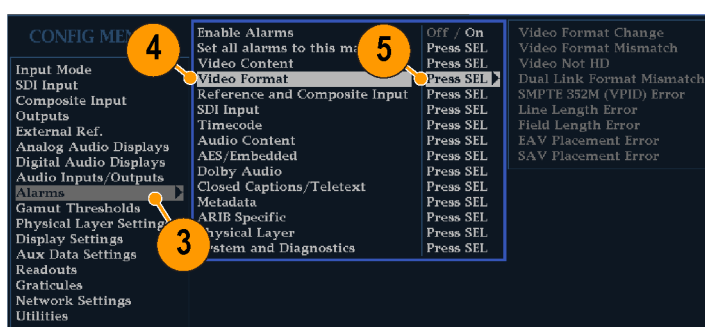 CONFIG ME
Input Mode
SDI Input
Composite Input
Outputs
External Ref.
Analog Audio Displays
Digital Audio Displays
Audio Inputs/Outputs
Alarms
Gamut Thresholds
Physical Layer Setting
Display Settings
Aux Data Settings
Readouts
Graticules
Network Settings
Utilities
3
4
Enable Alarms Off / On
Set all alarms to this ma Press SEL
Video Content Press SEL
Video Format Press SEL
Reference and Composite Input Press SEL
SDI Input Press SEL
Timecode Press SEL
Audio Content Press SEL
AES/Embedded Press SEL
Dolby Audio Press SEL
Closed Captions/Teletext Press SEL
Metadata Press SEL
ARIB Specific Press SEL
hysical Layer Press SEL
stem and Diagnostics Press SEL
5
Video Format Change
Video Format Mismatch
Video Not HD
Dual Link Format Mismatch
SMPTE 352M (VPID) Error
Line Length Error
Field Length Error
EAV Placement Error
SAV Placement Error